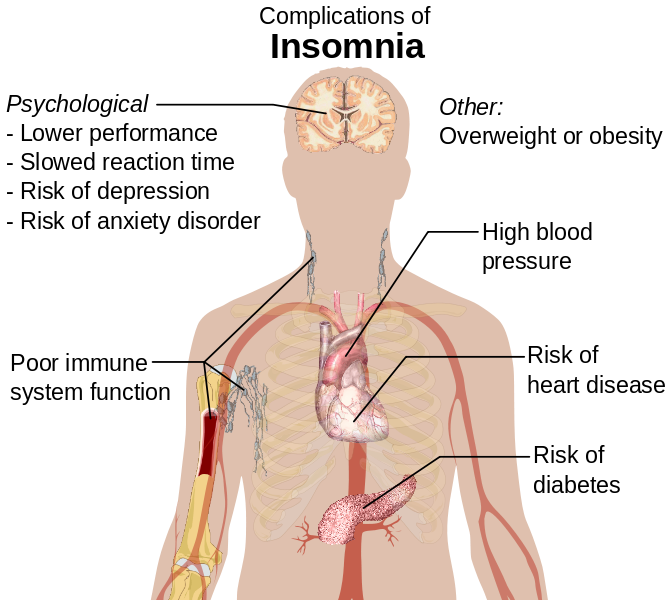 Complications of
Insomnia
Psychological
- Lower performance
- Slowed reaction time
- Risk of depression
- Risk of anxiety disorder
Other:
Overweight or obesity
High blood
pressure
Poor immune
system function
Risk of
heart disease
Risk of
diabetes